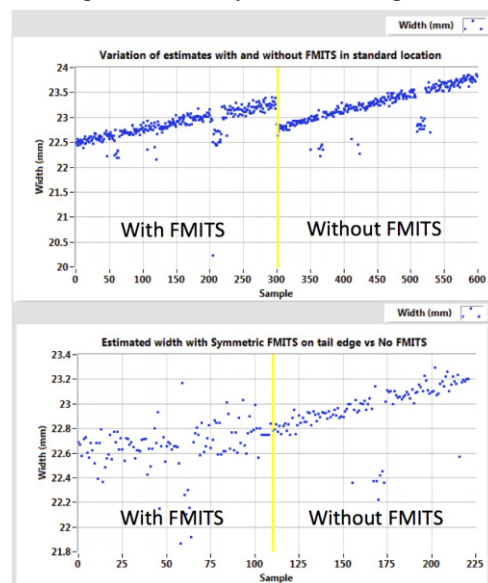 Width (mm)
Variation of estimates with and without FMITS in standard location
24
23.5
23
22.5
22
21.5
21
20.5
20
Width (mm)
With FMITS
Without FMITS
0 50 100 150 200 250 300 350 400 450 500 550 600
Sample
Width (mm)
Estimated width with Symmetric FMITS on tail edge vs No FMITS
23.4
23.2
23
22.8
22.6
22.4
22.2
22
21.8
Width (mm)
With FMITS
Without FMITS
0 25 50 75 100 125 150 175 200 225
Sample